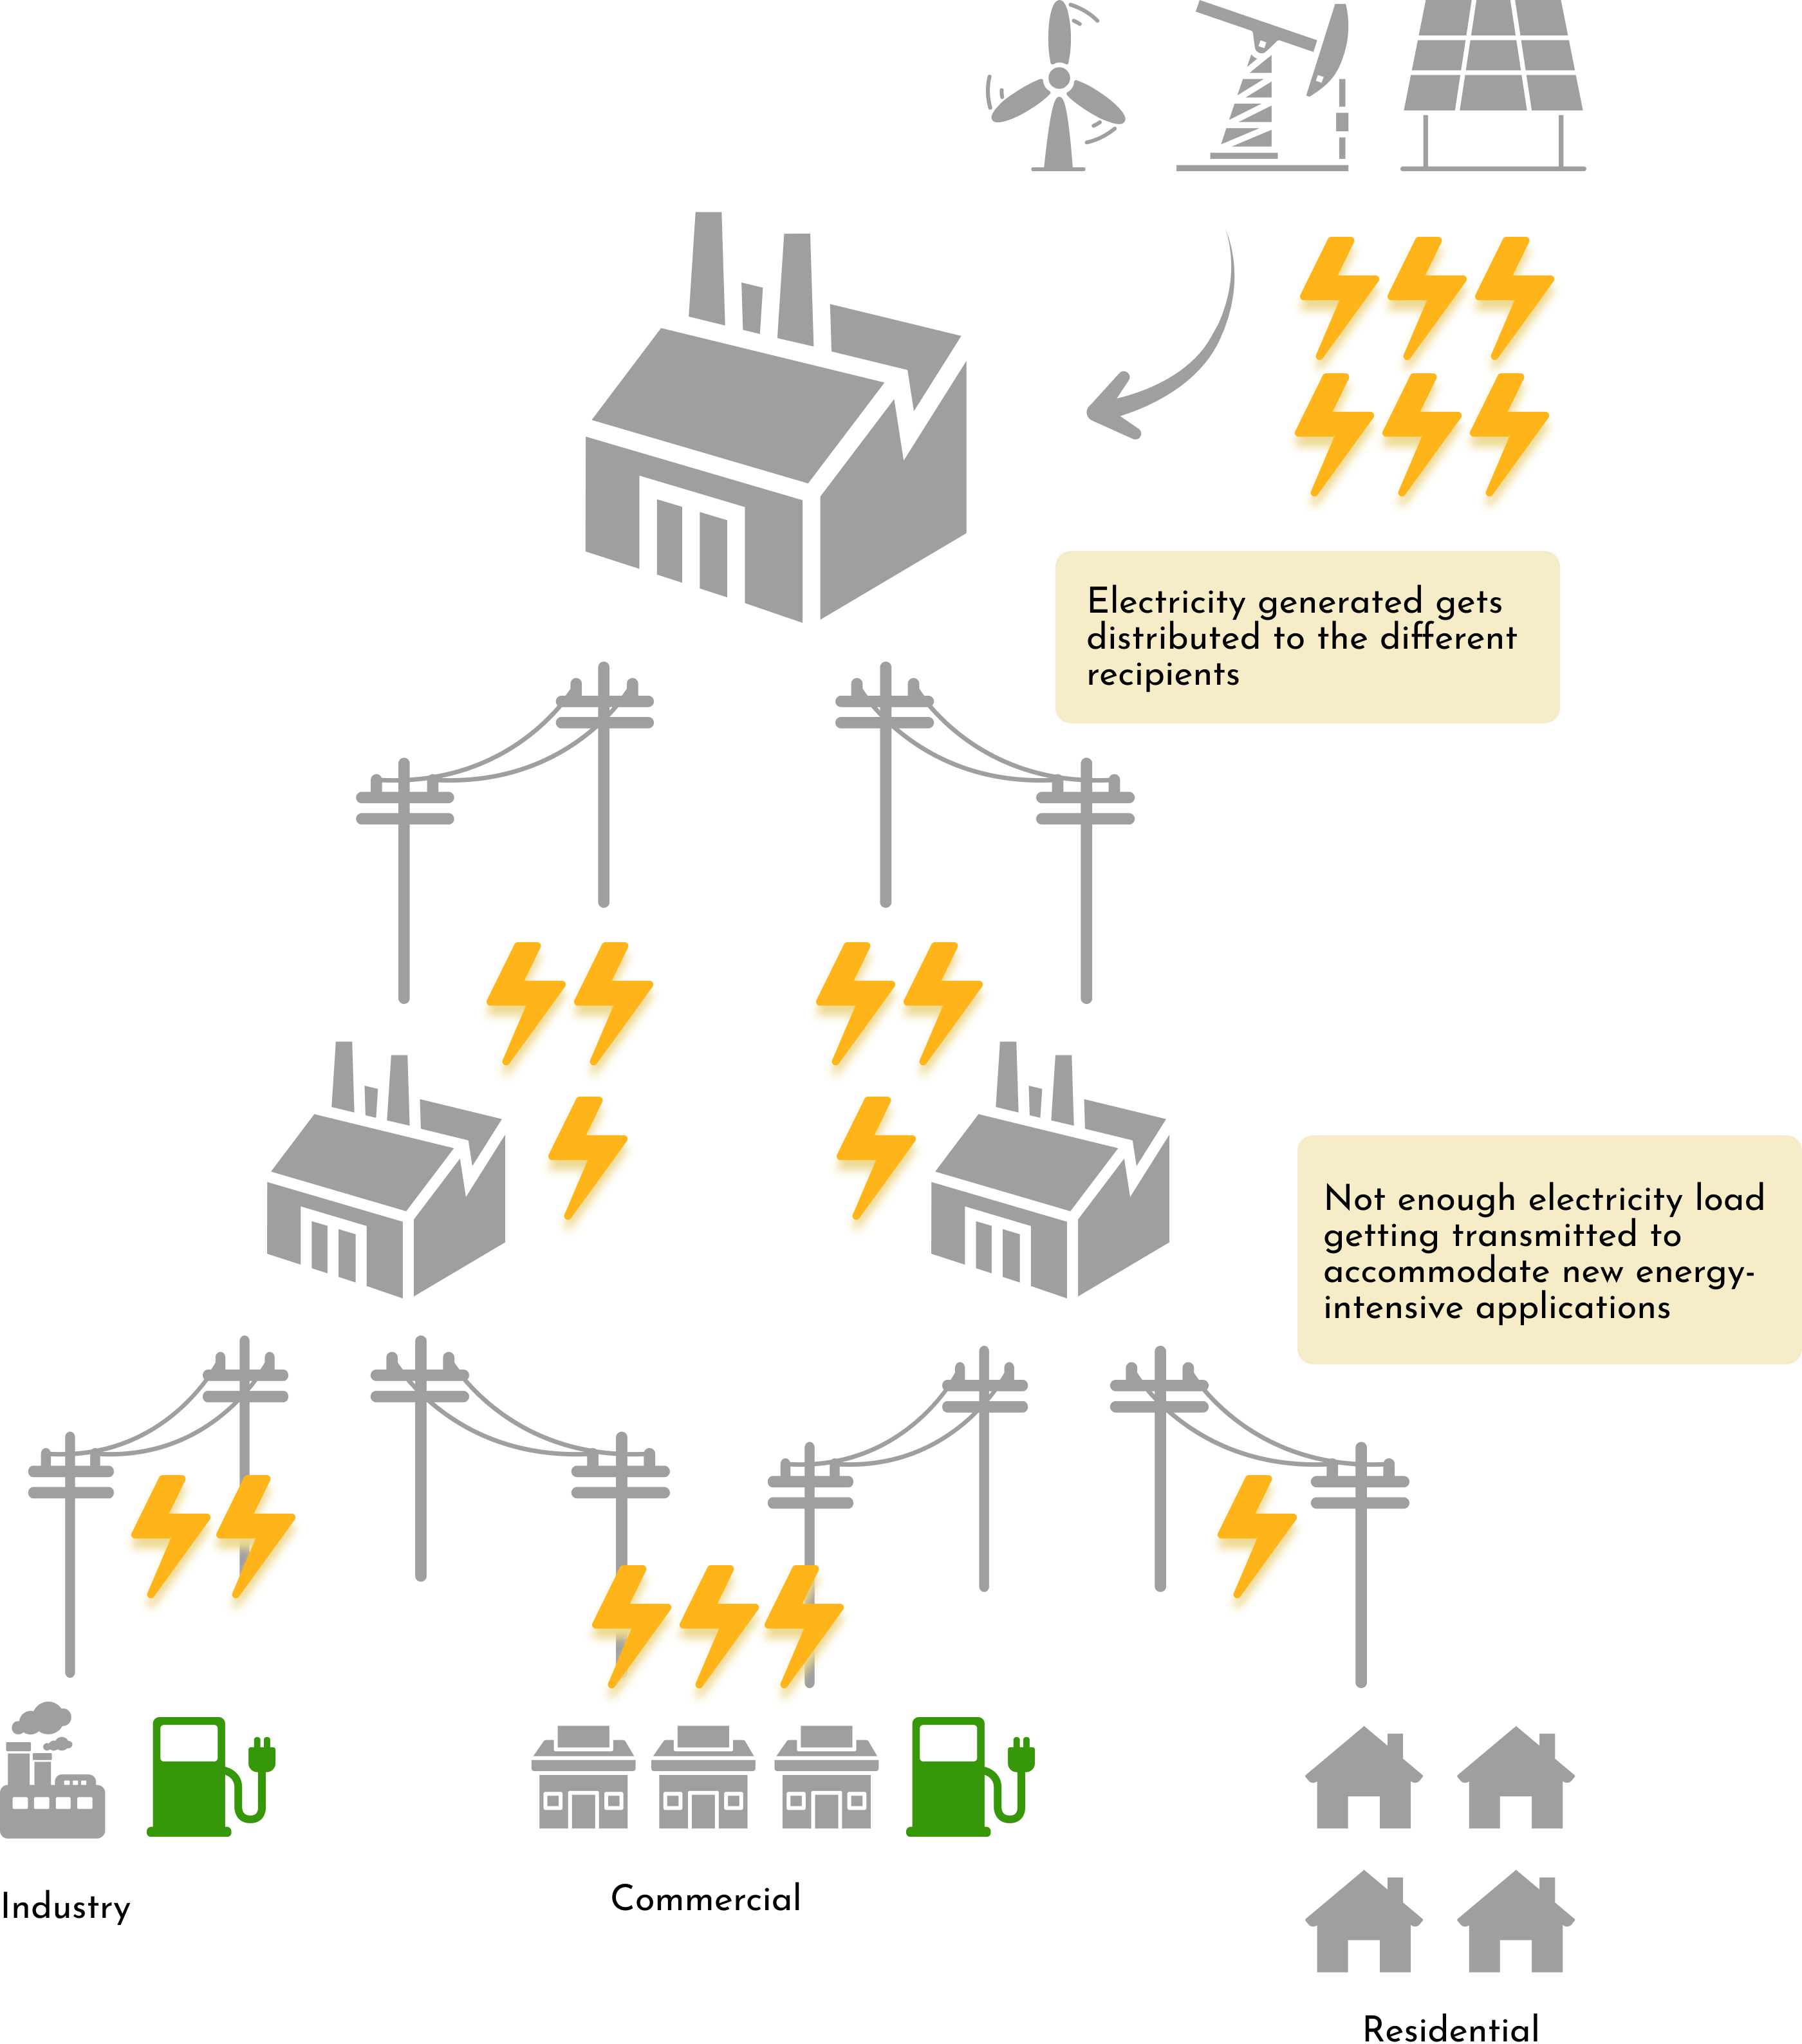 Electricity generated gets
distributed to the different
recipients
Not enough electricity load
getting transmitted to
accommodate new energy-
intensive applications
Industry
Commercial
Residential